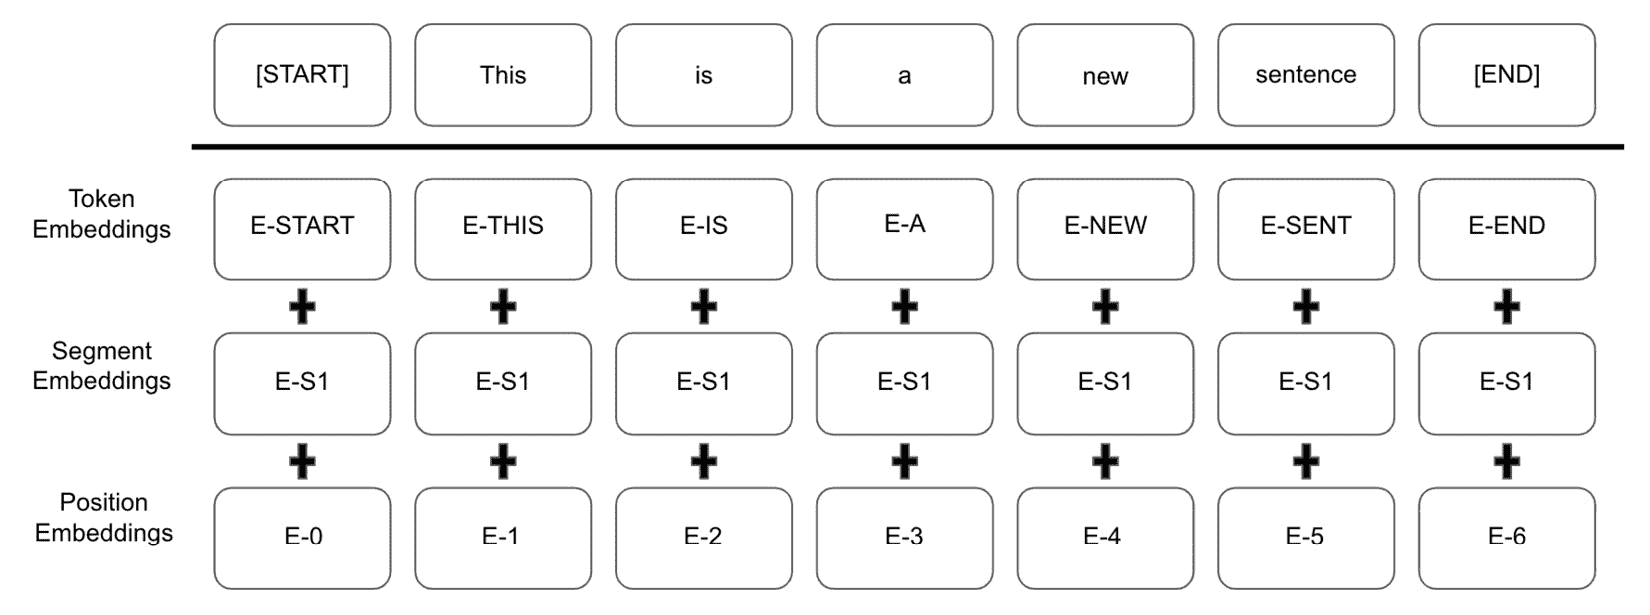 [START] This is a new sentence [END]
Token
Embeddings
E-START E-THIS E-IS E-A E-NEW E-SENT E-END
Segment
Embeddings
E-S1 E-S1 E-S1 E-S1 E-S1 E-S1 E-S1
Position
Embeddings
E-0 E-1 E-2 E-3 E-4 E-5 E-6